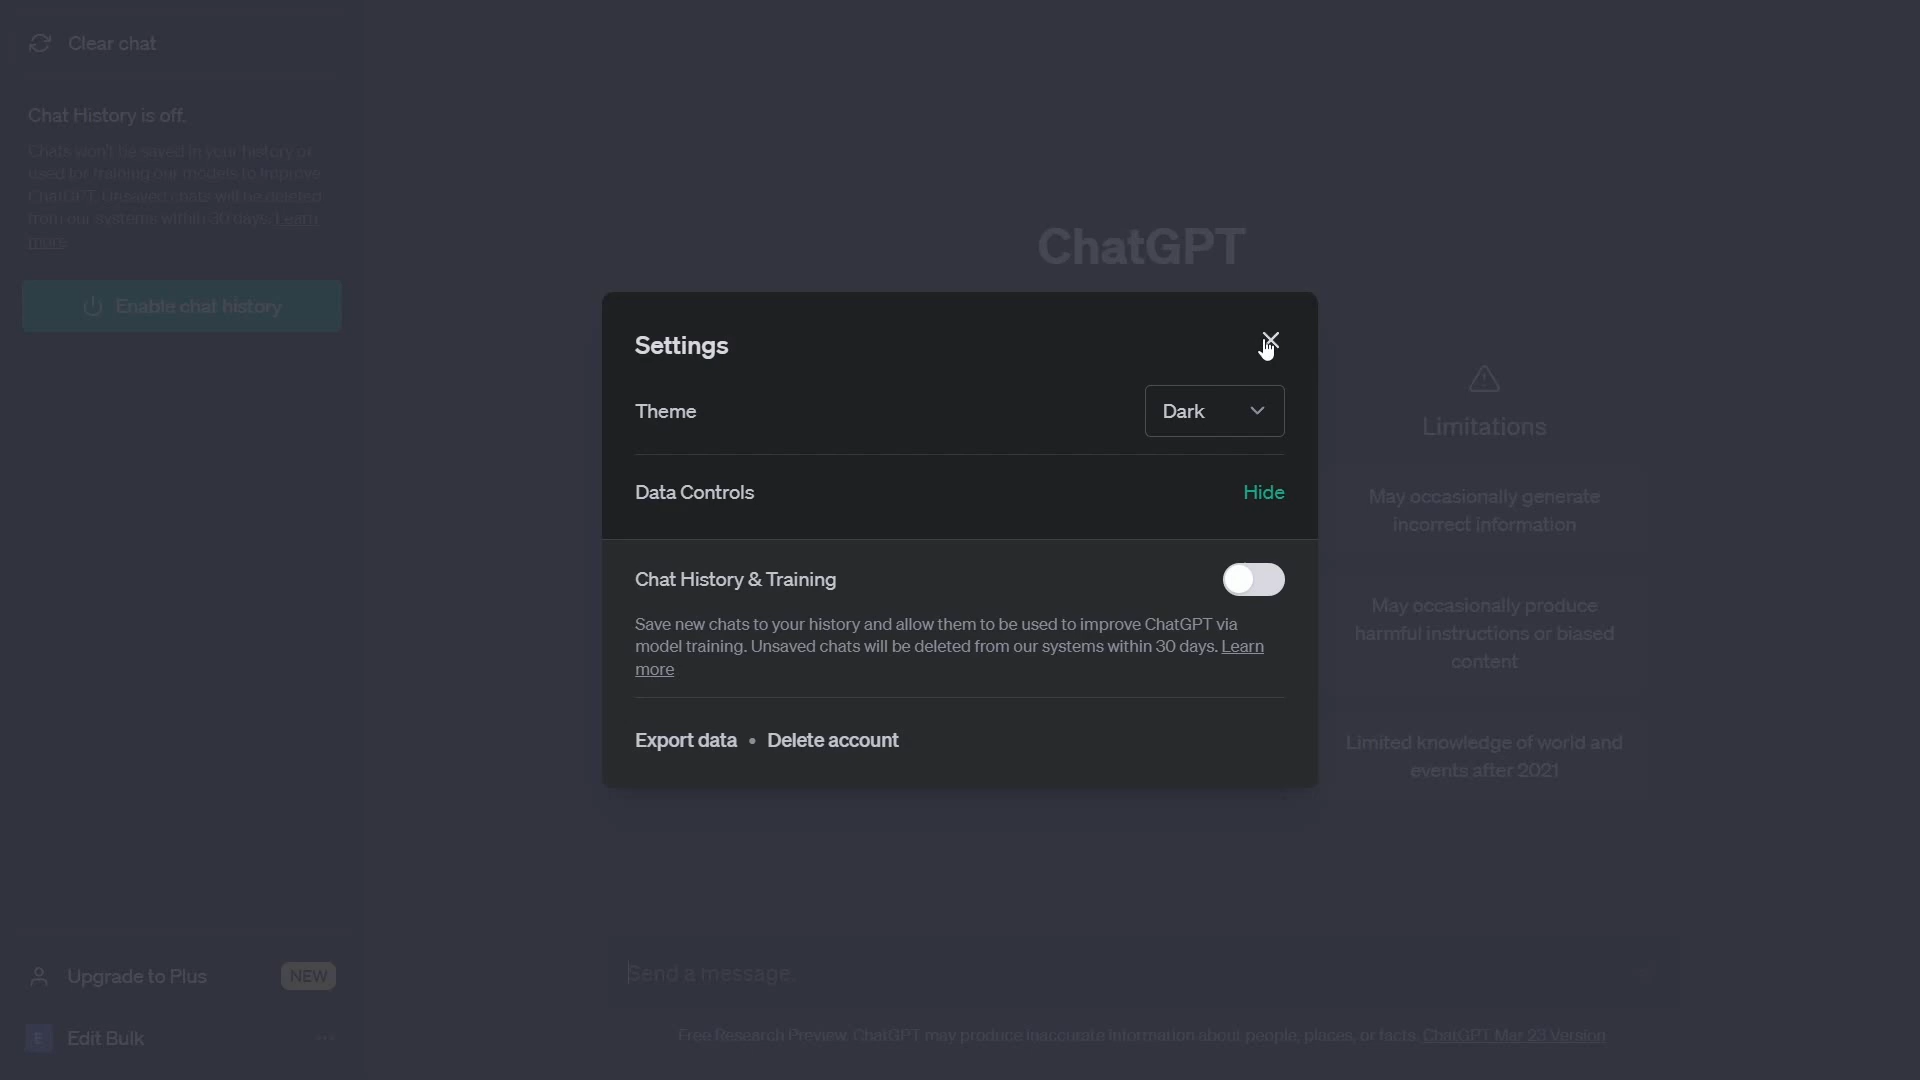 Clear chat
Chat History is off.
Chats won't be saved in your history or
used for training our models to improve
ChatGPT. Unsaved chats will be deleted
from our systems within 30 days. Learn
more
Enable chat history
Upgrade to Plus
NEW
E
Edit Bulk
ChatGPT
Settings
Theme
Dark
Data Controls
Hide
Chat History & Training
Save new chats to your history and allow them to be used to improve ChatGPT via
model training. Unsaved chats will be deleted from our systems within 30 days. Learn
more
Export data • Delete account
Limitations
May occasionally generate
incorrect information
May occasionally produce
harmful instructions or biased
content
Limited knowledge of world and
events after 2021
Send a message.
Free Research Preview. ChatGPT may produce inaccurate information about people, places, or facts. ChatGPT Mar 23 Version